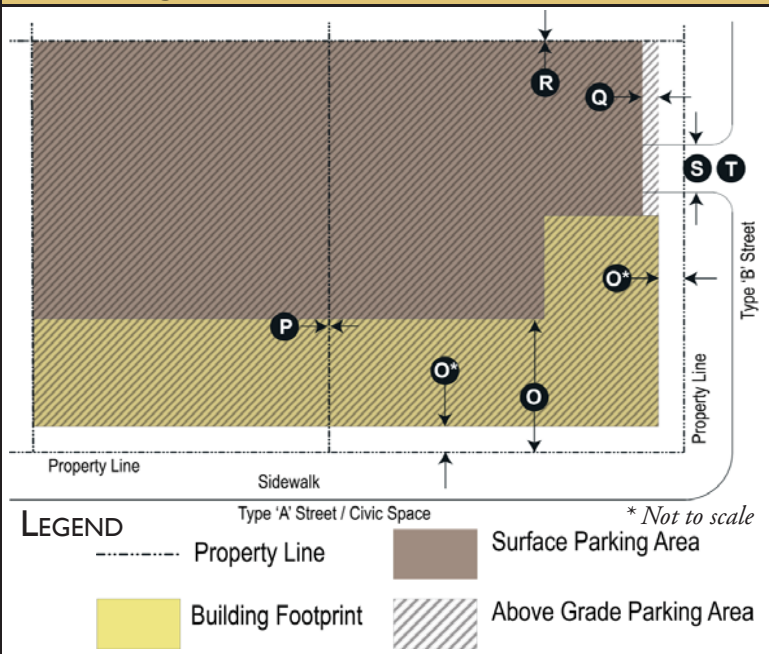 R
Q
S T
O*
Type 'B' Street
P
O*
O
Property Line
Property Line
Sidewalk
Type 'A' Street / Civic Space
* Not to scale
LEGEND
Property Line
Surface Parking Area
Building Footprint
Above Grade Parking Area